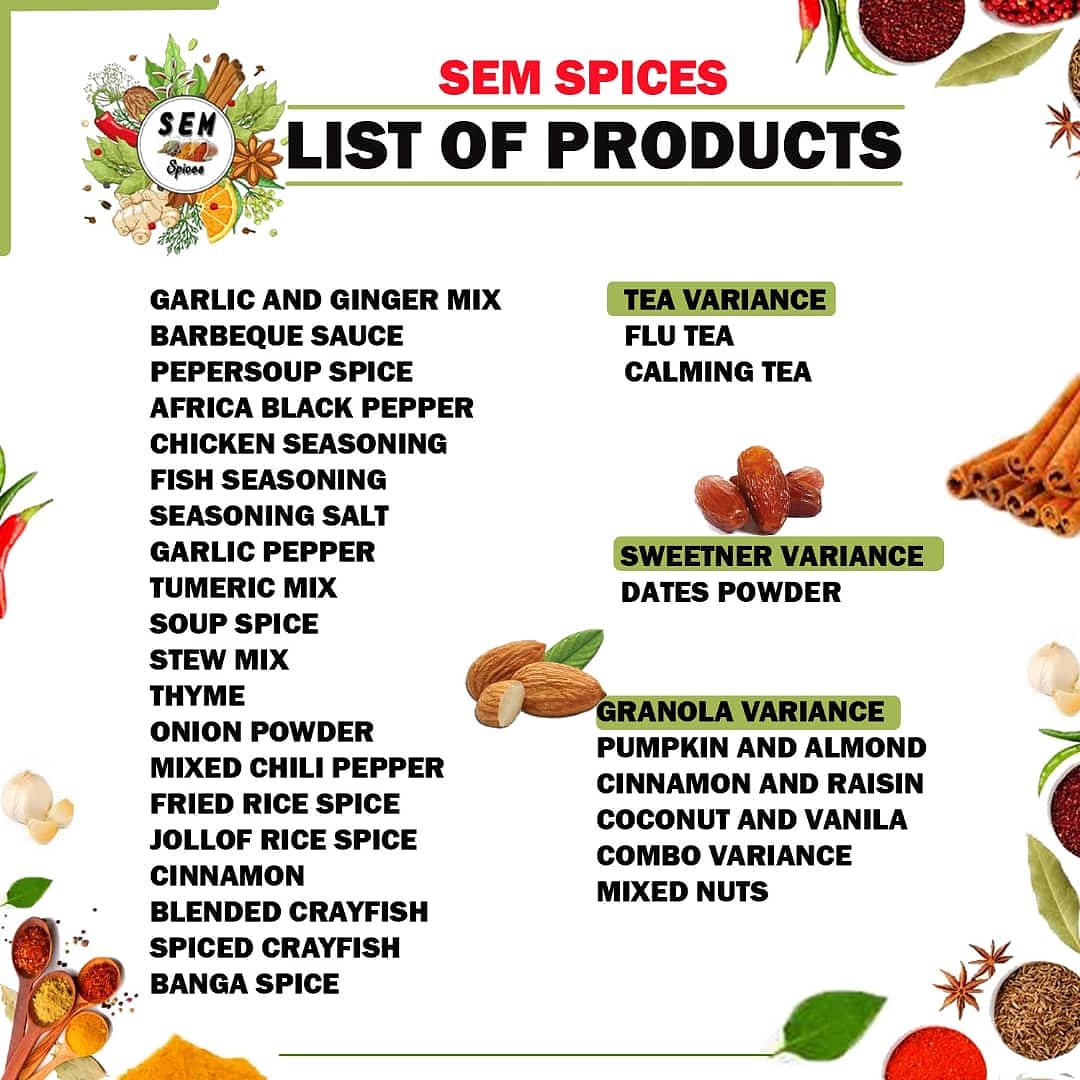 SEM
Spices
SEM SPICES
LIST OF PRODUCTS
GARLIC AND GINGER MIX
BARBEQUE SAUCE
PEPERSOUP SPICE
AFRICA BLACK PEPPER
CHICKEN SEASONING
FISH SEASONING
SEASONING SALT
GARLIC PEPPER
TUMERIC MIX
SOUP SPICE
STEW MIX
THYME
ONION POWDER
MIXED CHILI PEPPER
FRIED RICE SPICE
JOLLOF RICE SPICE
CINNAMON
BLENDED CRAYFISH
SPICED CRAYFISH
BANGA SPICE
TEA VARIANCE
FLU TEA
CALMING TEA
SWEETNER VARIANCE
DATES POWDER
GRANOLA VARIANCE
PUMPKIN AND ALMOND
CINNAMON AND RAISIN
COCONUT AND VANILA
COMBO VARIANCE
MIXED NUTS